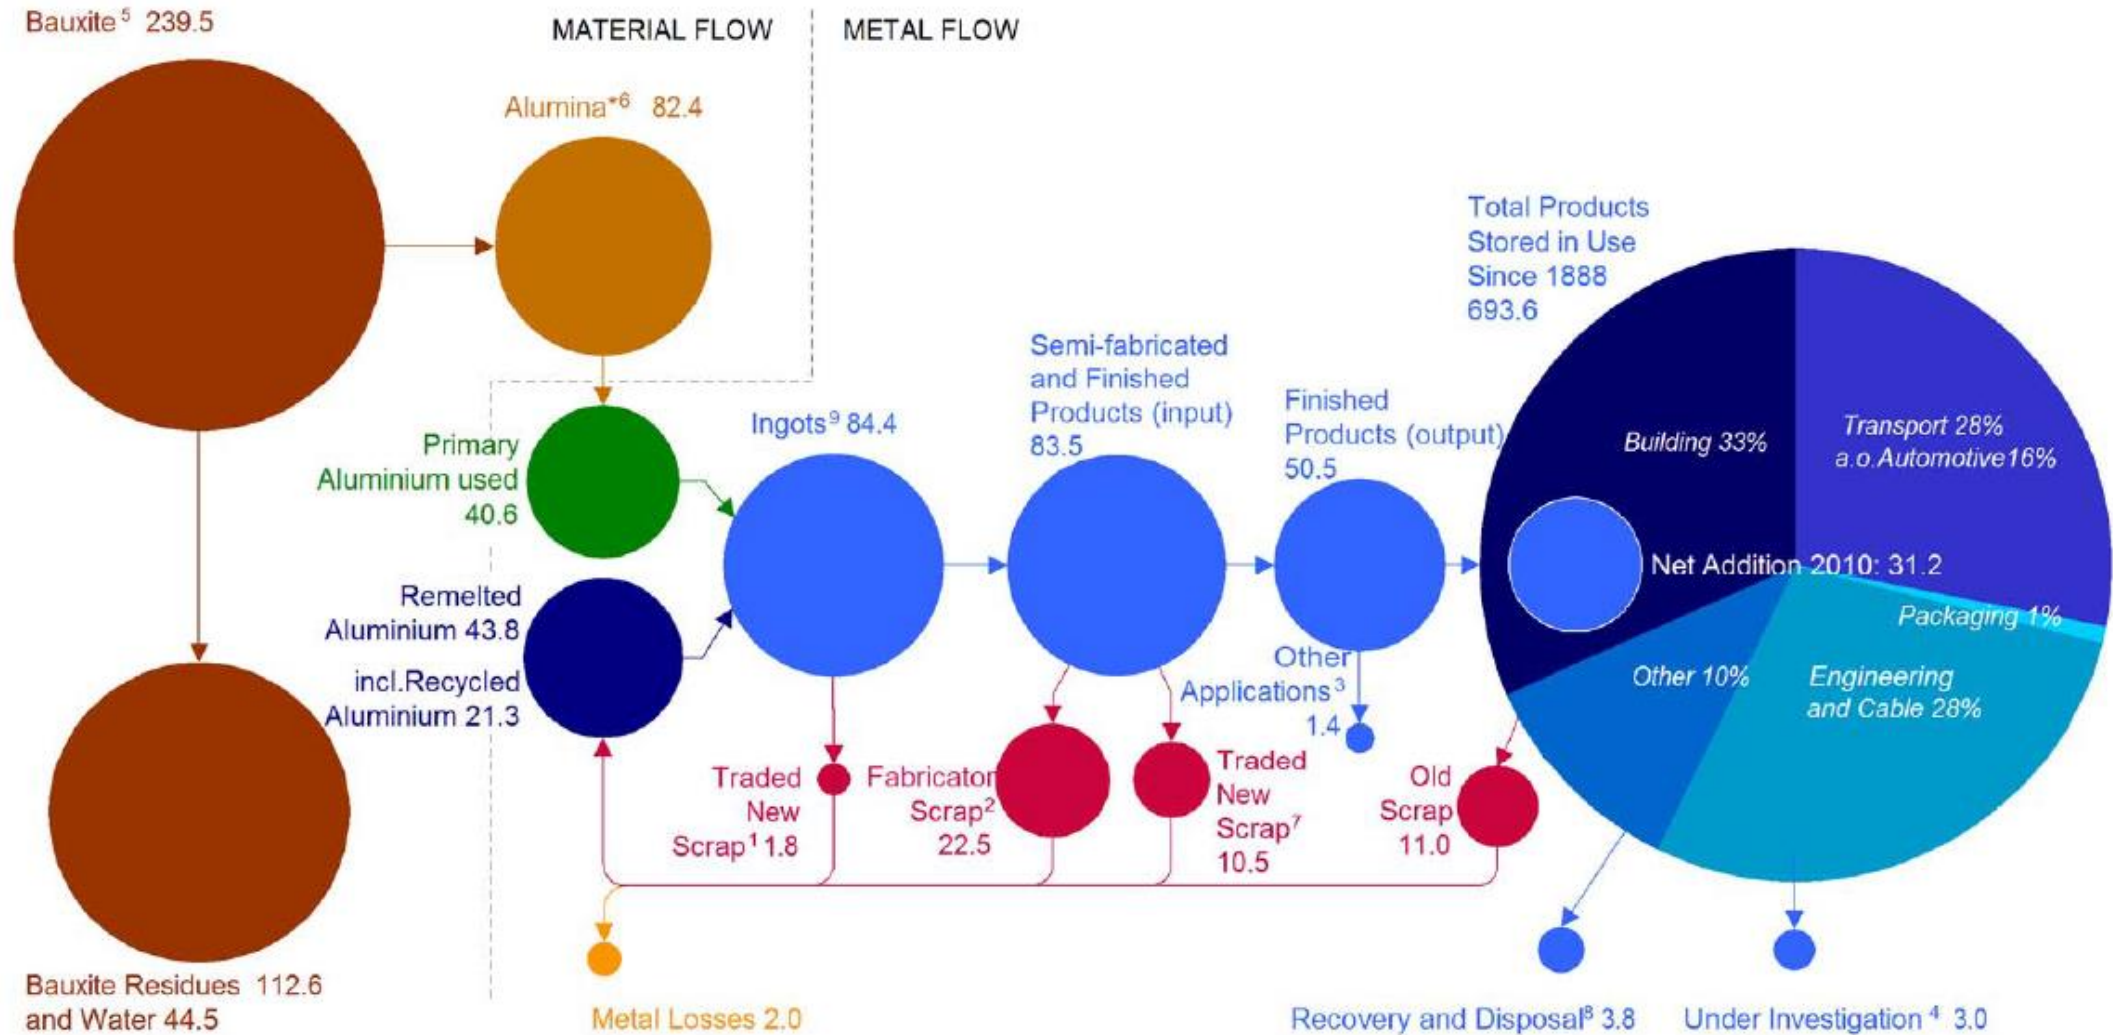 Bauxite⁵ 239.5
MATERIAL FLOW
METAL FLOW
Alumina*⁶ 82.4
Total Products
Stored in Use
Since 1888
693.6
Semi-fabricated
and Finished
Products (input)
83.5
Finished
Products (output)
50.5
Ingots⁹ 84.4
Primary
Aluminium used
40.6
Building 33%
Transport 28%
a.o.Automotive16%
Net Addition 2010: 31.2
Packaging 1%
Remelted
Aluminium 43.8
incl.Recycled
Aluminium 21.3
Other
Applications³
1.4
Other 10%
Engineering
and Cable 28%
Traded
New
Scrap¹ 1.8
Fabricator
Scrap²
22.5
Traded
New
Scrap⁷
10.5
Old
Scrap
11.0
Bauxite Residues 112.6
and Water 44.5
Metal Losses 2.0
Recovery and Disposal⁸ 3.8
Under Investigation ⁴ 3.0